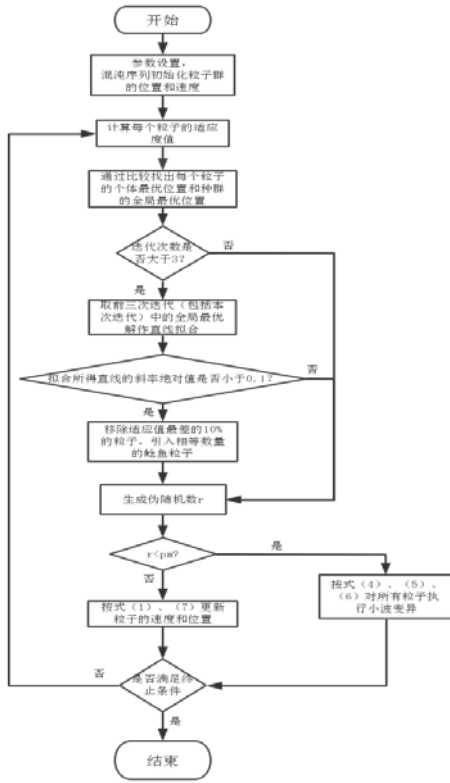 开始
参数设置，
混沌序列初始化粒子群
的位置和速度
计算每个粒子的适应
度值
通过比较找出每个粒子
的个体最优位置和种群
的全局最优位置
迭代次数是
否大于3?
否
是
取前三次迭代（包括本
次迭代）中的全局最优
解作直线拟合
拟合所得直线的斜率绝对值是否小于0.1?
否
是
移除适应值最差的10%
的粒子，引入相等数量
的鲶鱼粒子
生成伪随机数r
r<pm?
是
否
按式（4）、（5）、
（6）对所有粒子执
行小波变异
按式（1）、（7）更新
粒子的速度和位置
是否满足终
止条件
否
是
结束